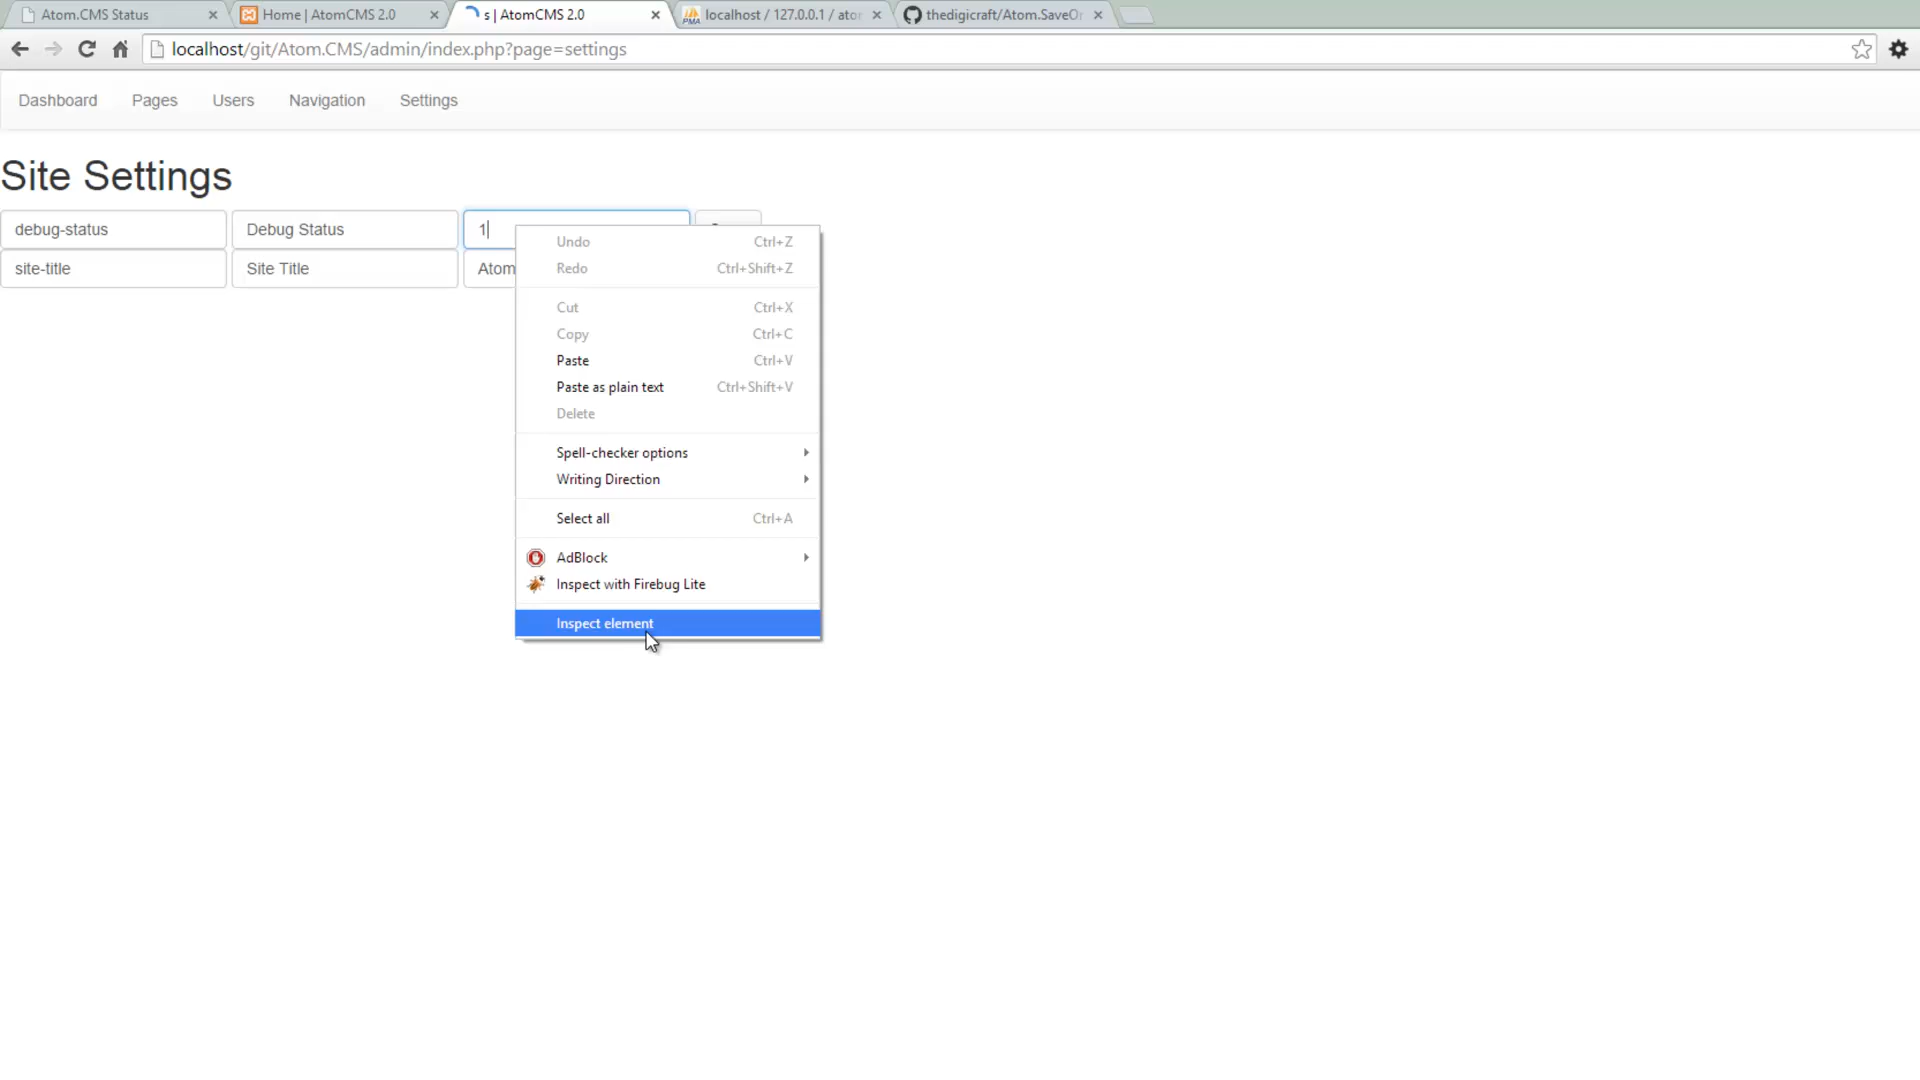 Atom.CMS Status
Home | AtomCMS 2.0
s | AtomCMS 2.0
localhost / 127.0.0.1 / ator
thedigicraft/Atom.SaveOr
localhost/git/Atom.CMS/admin/index.php?page=settings
Dashboard Pages Users Navigation Settings
Site Settings
debug-status Debug Status 1
site-title Site Title Atom
Undo Ctrl+Z
Redo Ctrl+Shift+Z
Cut Ctrl+X
Copy Ctrl+C
Paste Ctrl+V
Paste as plain text Ctrl+Shift+V
Delete
Spell-checker options
Writing Direction
Select all Ctrl+A
AdBlock
Inspect with Firebug Lite
Inspect element